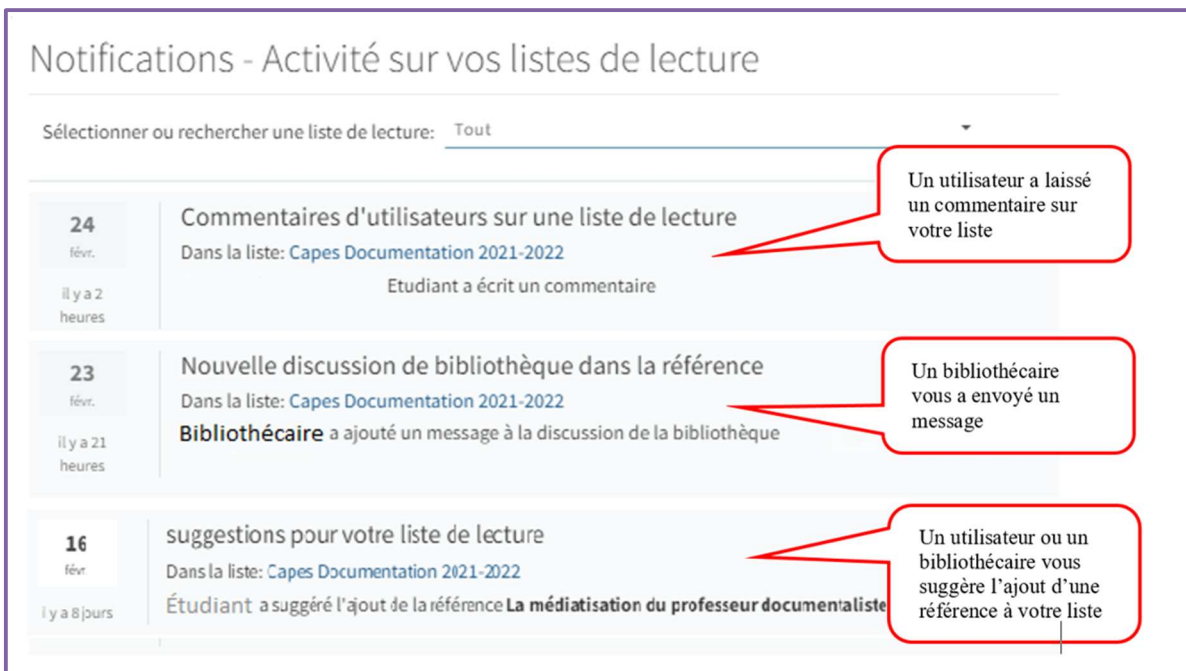 Notifications - Activité sur vos listes de lecture
Sélectionner ou rechercher une liste de lecture: Tout
24
févr.
il y a 2
heures
Commentaires d'utilisateurs sur une liste de lecture
Dans la liste: Capes Documentation 2021-2022
Etudiant a écrit un commentaire
Un utilisateur a laissé
un commentaire sur
votre liste
23
févr.
il y a 21
heures
Nouvelle discussion de bibliothèque dans la référence
Dans la liste: Capes Documentation 2021-2022
Bibliothécaire a ajouté un message à la discussion de la bibliothèque
Un bibliothécaire
vous a envoyé un
message
16
févr
il y a 8 jours
suggestions pour votre liste de lecture
Dans la liste: Capes Documentation 2021-2022
Étudiant a suggéré l'ajout de la référence La médiatisation du professeur documentaliste
Un utilisateur ou un
bibliothécaire vous
suggère l'ajout d'une
référence à votre liste